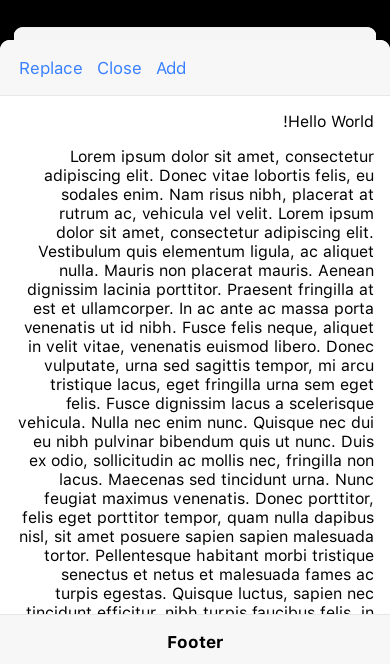 Replace Close Add
!Hello World
Lorem ipsum dolor sit amet, consectetur
adipiscing elit. Donec vitae lobortis felis, eu
sodales enim. Nam risus nibh, placerat at
rutrum ac, vehicula vel velit. Lorem ipsum
dolor sit amet, consectetur adipiscing elit.
Vestibulum quis elementum ligula, ac aliquet
nulla. Mauris non placerat mauris. Aenean
dignissim lacinia porttitor. Praesent fringilla at
est et ullamcorper. In ac ante ac massa porta
venenatis ut id nibh. Fusce felis neque, aliquet
in velit vitae, venenatis euismod libero. Donec
vulputate, urna sed sagittis tempor, mi arcu
tristique lacus, eget fringilla urna sem eget
felis. Fusce dignissim lacus a scelerisque
vehicula. Nulla nec enim nunc. Quisque nec dui
eu nibh pulvinar bibendum quis ut nunc. Duis
ex odio, sollicitudin ac mollis nec, fringilla non
lacus. Maecenas sed tincidunt urna. Nunc
feugiat maximus venenatis. Donec porttitor,
felis eget porttitor tempor, quam nulla dapibus
nisl, sit amet posuere sapien sapien malesuada
tortor. Pellentesque habitant morbi tristique
senectus et netus et malesuada fames ac
turpis egestas. Quisque luctus, sapien nec
tincidunt efficitur, nibh turpis faucibus felis, in
Footer